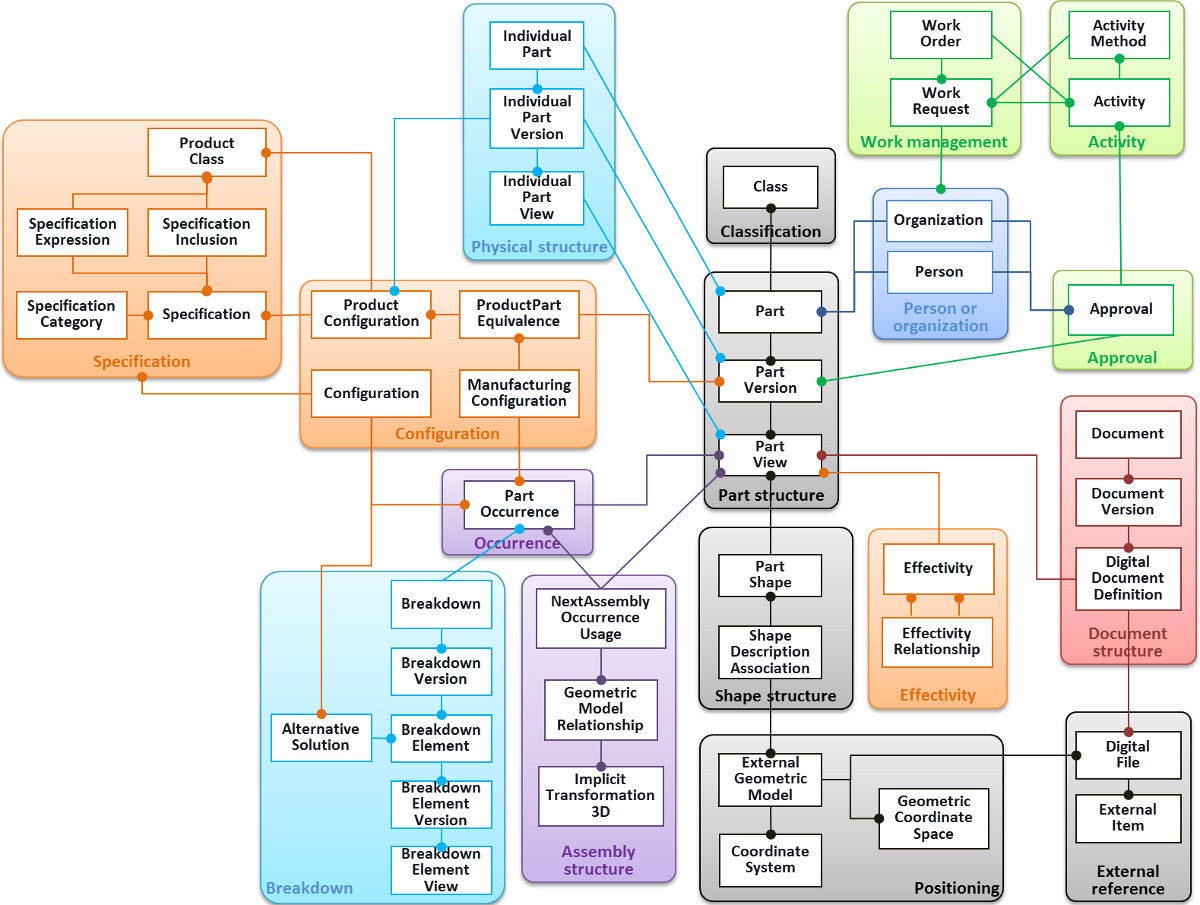 Individual
Part
Individual
Part
Version
Individual
Part
View
Physical structure
Work
Order
Work
Request
Work management
Activity
Method
Activity
Activity
Product
Class
Specification
Expression
Specification
Inclusion
Specification
Category
Specification
Specification
Class
Classification
Organization
Person
Person or
organization
Approval
Approval
Product
Configuration
ProductPart
Equivalence
Configuration
Manufacturing
Configuration
Configuration
Part
Part
Version
Part
View
Part structure
Document
Document
Version
Digital
Document
Definition
Document
structure
Part
Occurrence
Occurrence
Breakdown
Breakdown
Version
Alternative
Solution
Breakdown
Element
Breakdown
Element
Version
Breakdown
Element
View
Breakdown
NextAssembly
Occurrence
Usage
Geometric
Model
Relationship
Implicit
Transformation
3D
Assembly
structure
Part
Shape
Shape
Description
Association
Shape structure
Effectivity
Effectivity
Relationship
Effectivity
External
Geometric
Model
Geometric
Coordinate
Space
Coordinate
System
Positioning
Digital
File
External
Item
External
reference